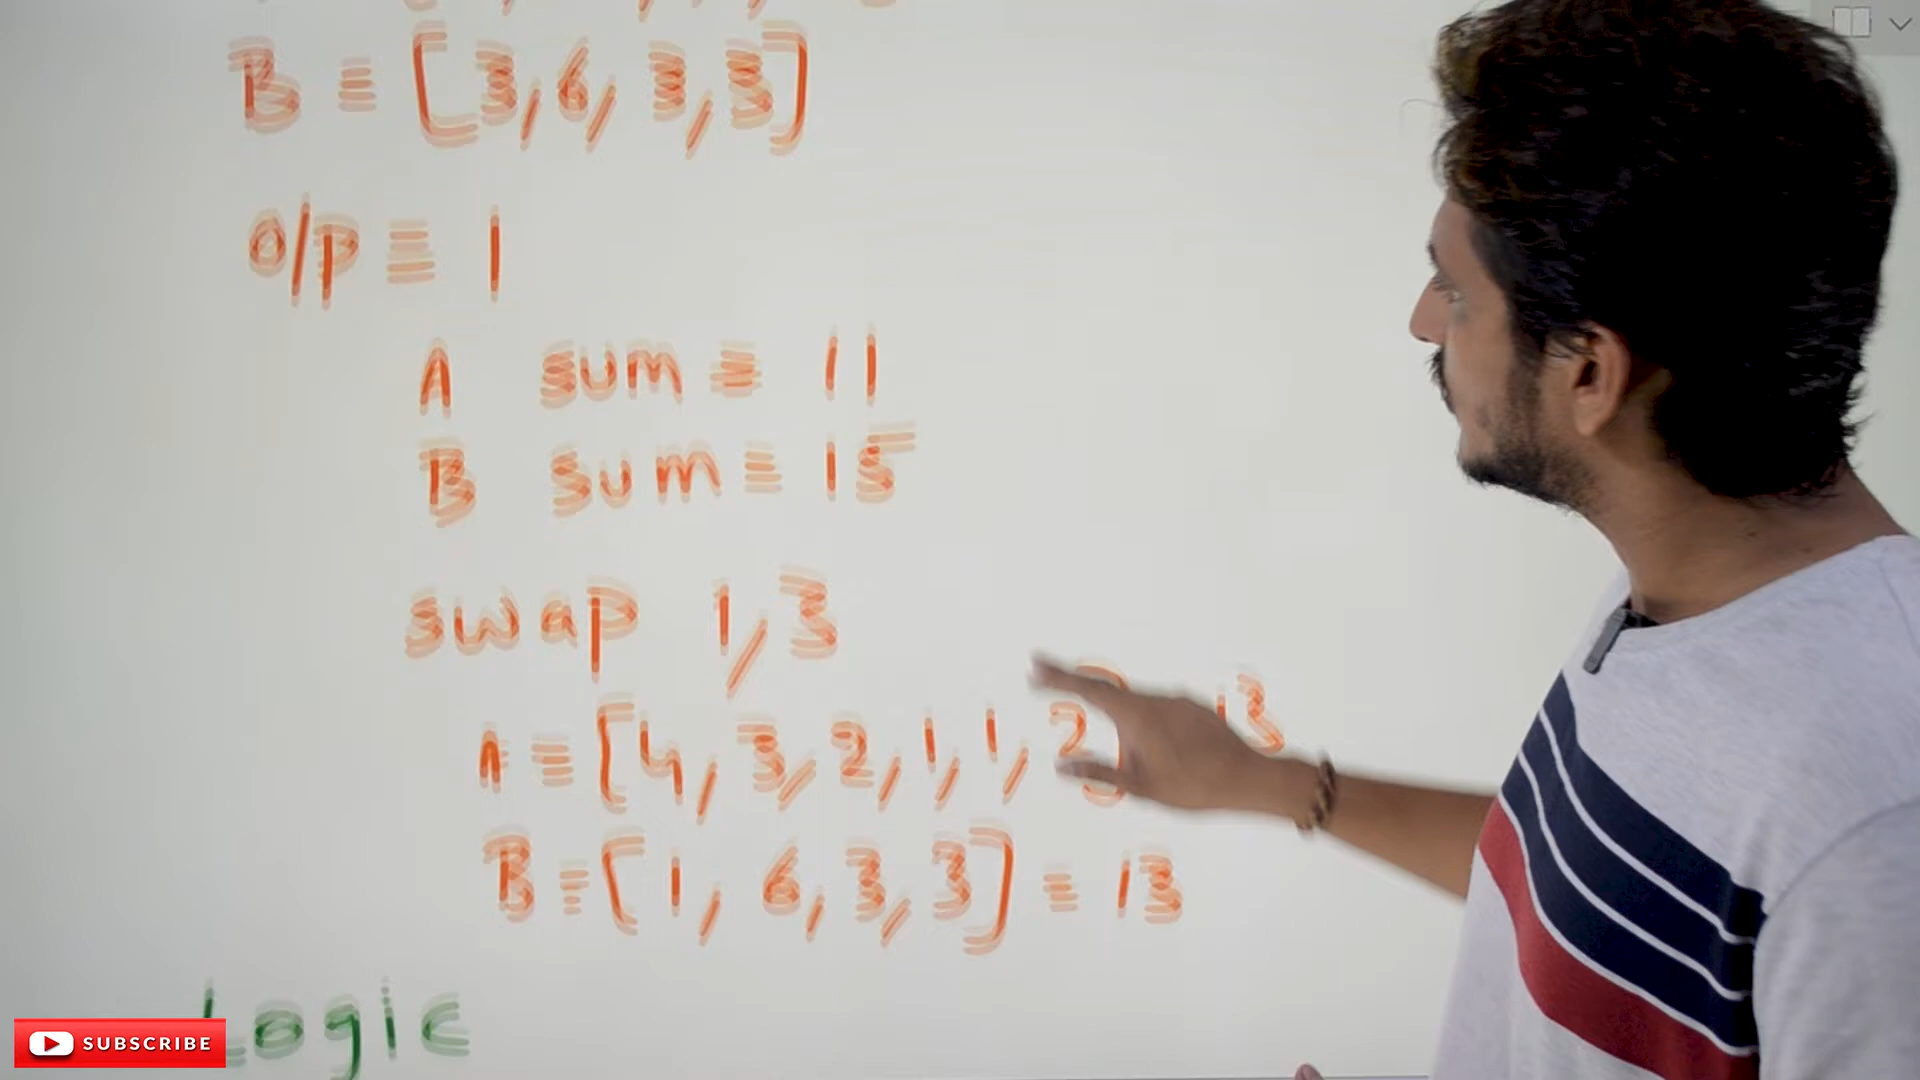 B = [3, 6, 3, 3]
O/P = 1
A sum = 11
B sum = 15
swap 1, 3
A = [4, 3, 2, 1, 1, 2] 13
B = [1, 6, 3, 3] = 13
Logic
SUBSCRIBE